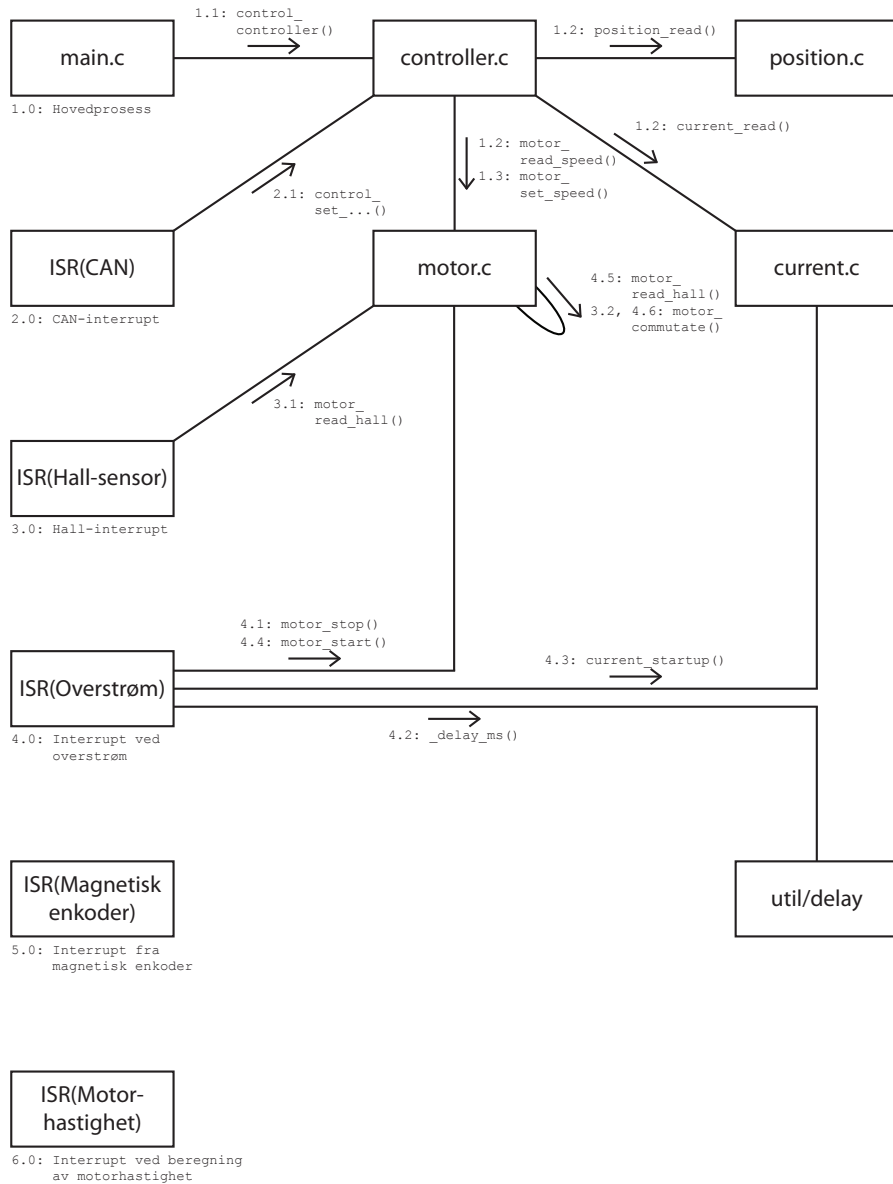 1.1: control_
controller()
1.2: position_read()
main.c
controller.c
position.c
1.0: Hovedprosess
1.2: current_read()
1.2: motor_
read_speed()
1.3: motor_
set_speed()
2.1: control_
set_...()
ISR(CAN)
motor.c
current.c
2.0: CAN-interrupt
4.5: motor_
read_hall()
3.2, 4.6: motor_
commutate()
3.1: motor_
read_hall()
ISR(Hall-sensor)
3.0: Hall-interrupt
4.1: motor_stop()
4.4: motor_start()
4.3: current_startup()
ISR(Overstrøm)
4.0: Interrupt ved
overstrøm
4.2: _delay_ms()
ISR(Magnetisk
enkoder)
util/delay
5.0: Interrupt fra
magnetisk enkoder
ISR(Motor-
hastighet)
6.0: Interrupt ved beregning
av motorhastighet